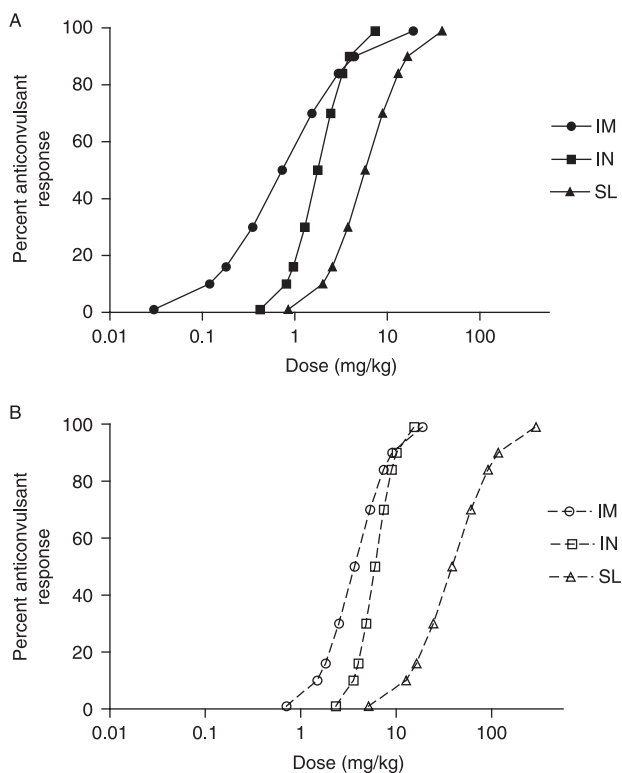 A
100
80
60
40
20
0
Percent anticonvulsant
response
0.01
0.1
1
10
100
Dose (mg/kg)
IM
IN
SL
B
100
80
60
40
20
0
Percent anticonvulsant
response
0.01
0.1
1
10
100
Dose (mg/kg)
IM
IN
SL